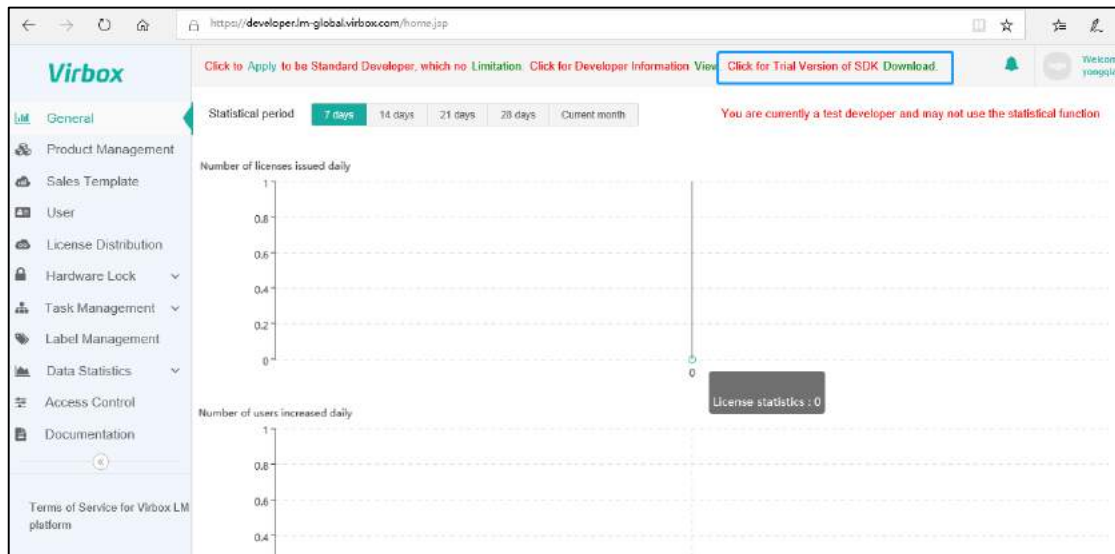 https://developer.lm-global.virbox.com/home.jsp
Virbox
Click to Apply to be Standard Developer, which no Limitation. Click for Developer Information View. Click for Trial Version of SDK Download.
Statistical period
7 days
14 days
21 days
28 days
Current month
You are currently a test developer and may not use the statistical function
General
Product Management
Sales Template
User
License Distribution
Hardware Lock
Task Management
Label Management
Data Statistics
Access Control
Documentation
Terms of Service for Virbox LM
platform
Number of licenses issued daily
1
0.8
0.6
0.4
0.2
0
0
License statistics : 0
Number of users increased daily
1
0.8
0.6
0.4